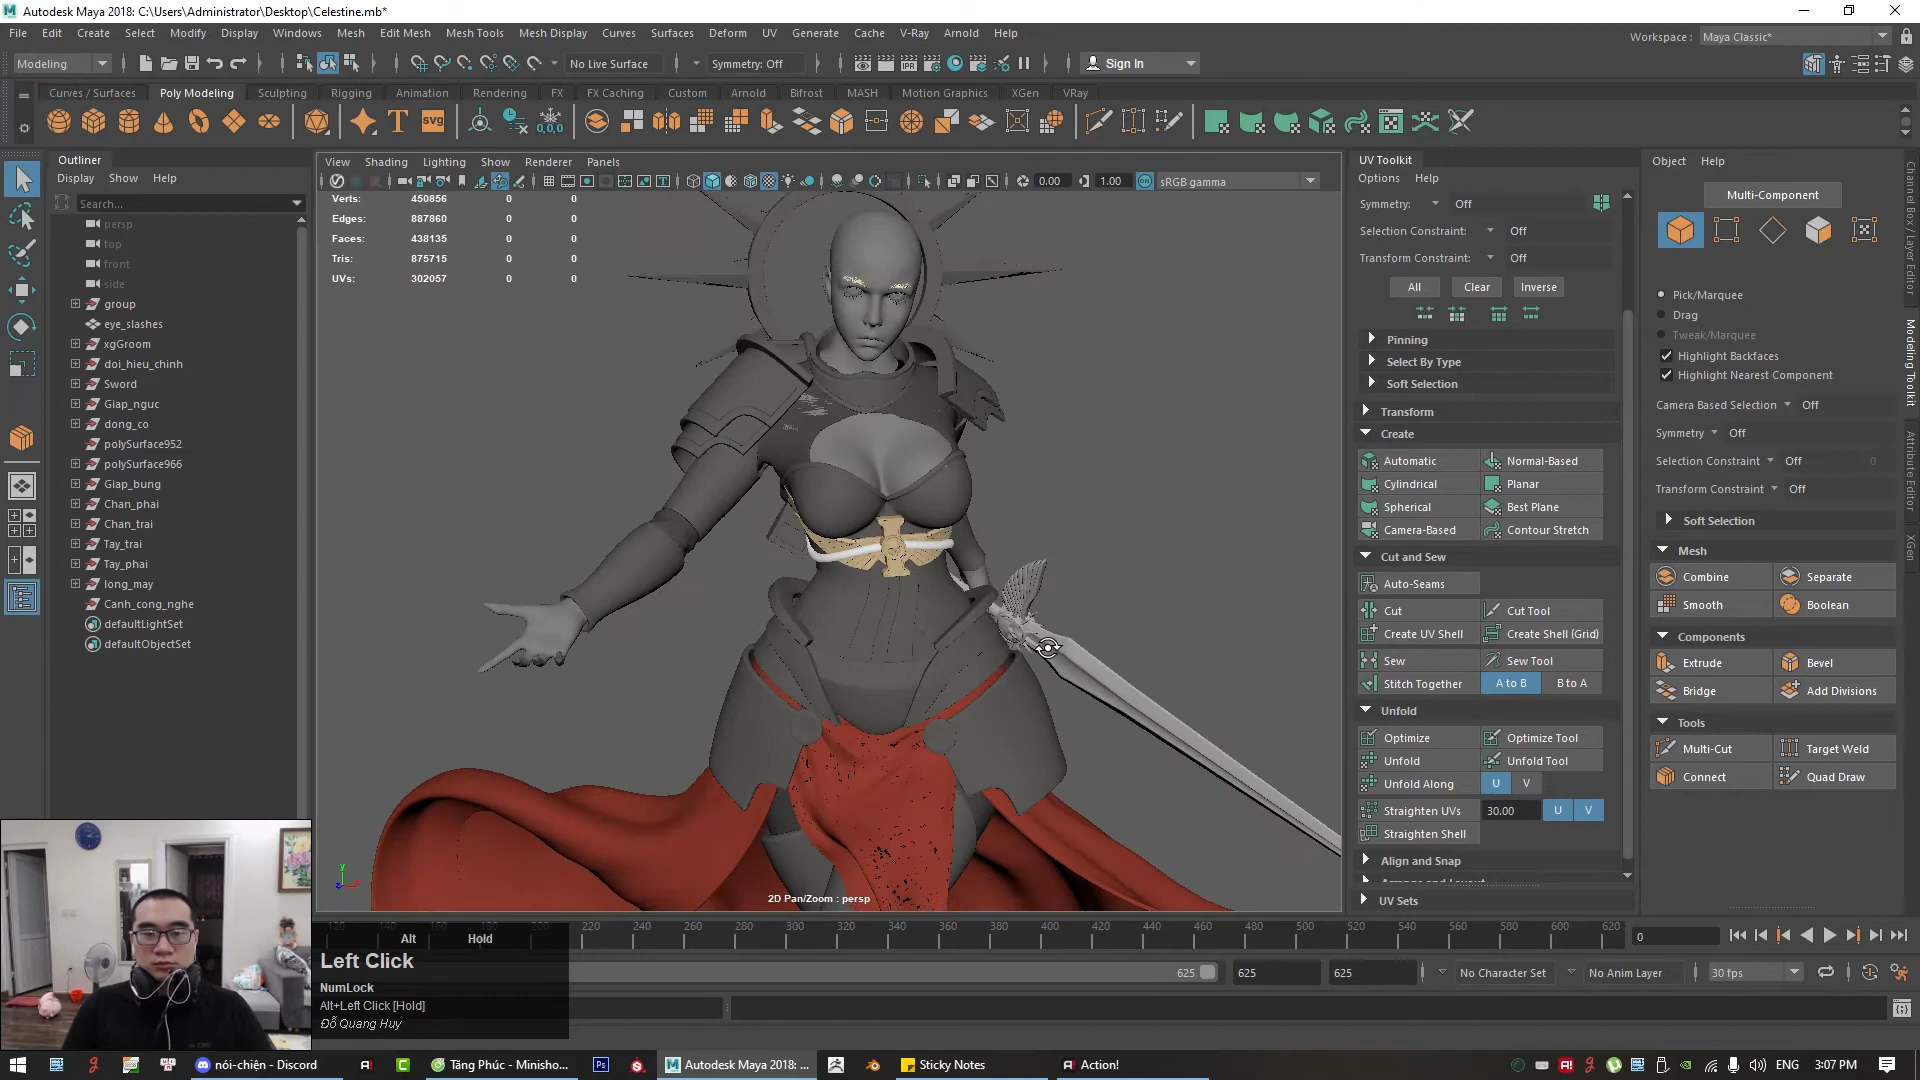 Autodesk Maya 2018: C:\Users\Administrator\Desktop\Celestine.mb*
File Edit Create Select Modify Display Windows Mesh Edit Mesh Mesh Tools Mesh Display Curves Surfaces Deform UV Generate Cache V-Ray Arnold Help
Workspace : Maya Classic*
Modeling No Live Surface Symmetry: Off Sign In
Curves / Surfaces Poly Modeling Sculpting Rigging Animation Rendering FX FX Caching Custom Arnold Bifrost MASH Motion Graphics XGen VRay
Outliner
Display Show Help
Search...
persp
top
front
side
group
eye_slashes
xgGroom
doi_hieu_chinh
Sword
Giap_nguc
dong_co
polySurface952
polySurface966
Giap_bung
Chan_phai
Chan_trai
Tay_trai
Tay_phai
long_may
Canh_cong_nghe
defaultLightSet
defaultObjectSet
View Shading Lighting Show Renderer Panels
0.00 1.00 sRGB gamma
Verts: 450856 0 0
Edges: 887860 0 0
Faces: 438135 0 0
Tris: 875715 0 0
UVs: 302057 0 0
2D Pan/Zoom : persp
UV Toolkit
Options Help
Symmetry: Off
Selection Constraint: Off
Transform Constraint: Off
All Clear Inverse
Pinning
Select By Type
Soft Selection
Transform
Create
Automatic Normal-Based
Cylindrical Planar
Spherical Best Plane
Camera-Based Contour Stretch
Cut and Sew
Auto-Seams
Cut Cut Tool
Create UV Shell Create Shell (Grid)
Sew Sew Tool
Stitch Together A to B B to A
Unfold
Optimize Optimize Tool
Unfold Unfold Tool
Unfold Along U V
Straighten UVs 30.00 U V
Straighten Shell
Align and Snap
UV Sets
Object Help
Multi-Component
Pick/Marquee
Drag
Tweak/Marquee
Highlight Backfaces
Highlight Nearest Component
Camera Based Selection Off
Symmetry Off
Selection Constraint Off 0
Transform Constraint Off
Soft Selection
Mesh
Combine Separate
Smooth Boolean
Components
Extrude Bevel
Bridge Add Divisions
Tools
Multi-Cut Target Weld
Connect Quad Draw
Channel Box / Layer Editor
Modeling Toolkit
Attribute Editor
XGen
220 240 260 280 300 320 340 360 380 400 420 440 460 480 500 520 540 560 580 600 620
0
625 625 625 No Character Set No Anim Layer 30 fps
Alt Hold
Left Click
NumLock
Alt+Left Click [Hold]
Đỗ Quang Huy
nói-chiện - Discord Tăng Phúc - Minisho... Autodesk Maya 2018: ... Sticky Notes Action!
ENG 3:07 PM